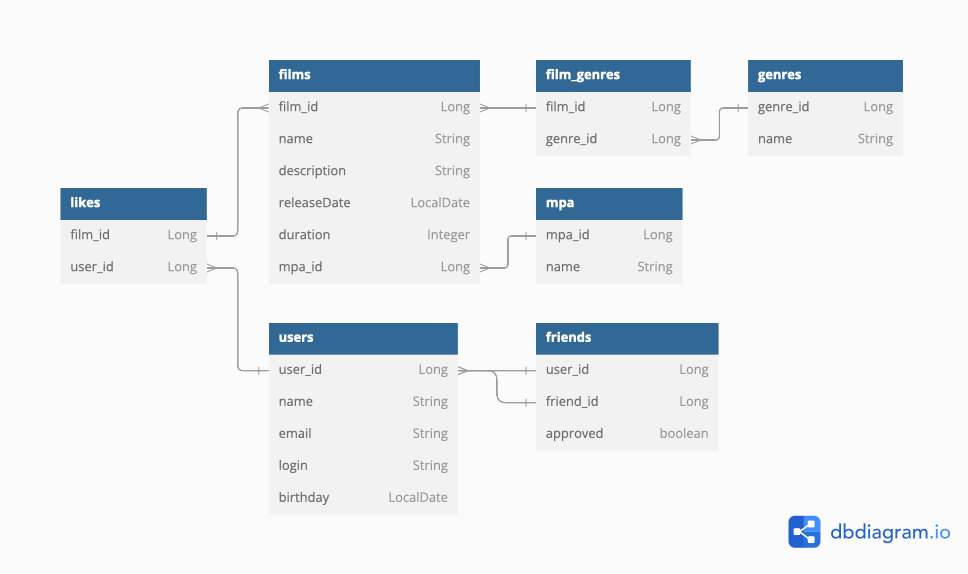 films
film_id Long
name String
description String
releaseDate LocalDate
duration Integer
mpa_id Long
film_genres
film_id Long
genre_id Long
genres
genre_id Long
name String
likes
film_id Long
user_id Long
mpa
mpa_id Long
name String
users
user_id Long
name String
email String
login String
birthday LocalDate
friends
user_id Long
friend_id Long
approved boolean
dbdiagram.io